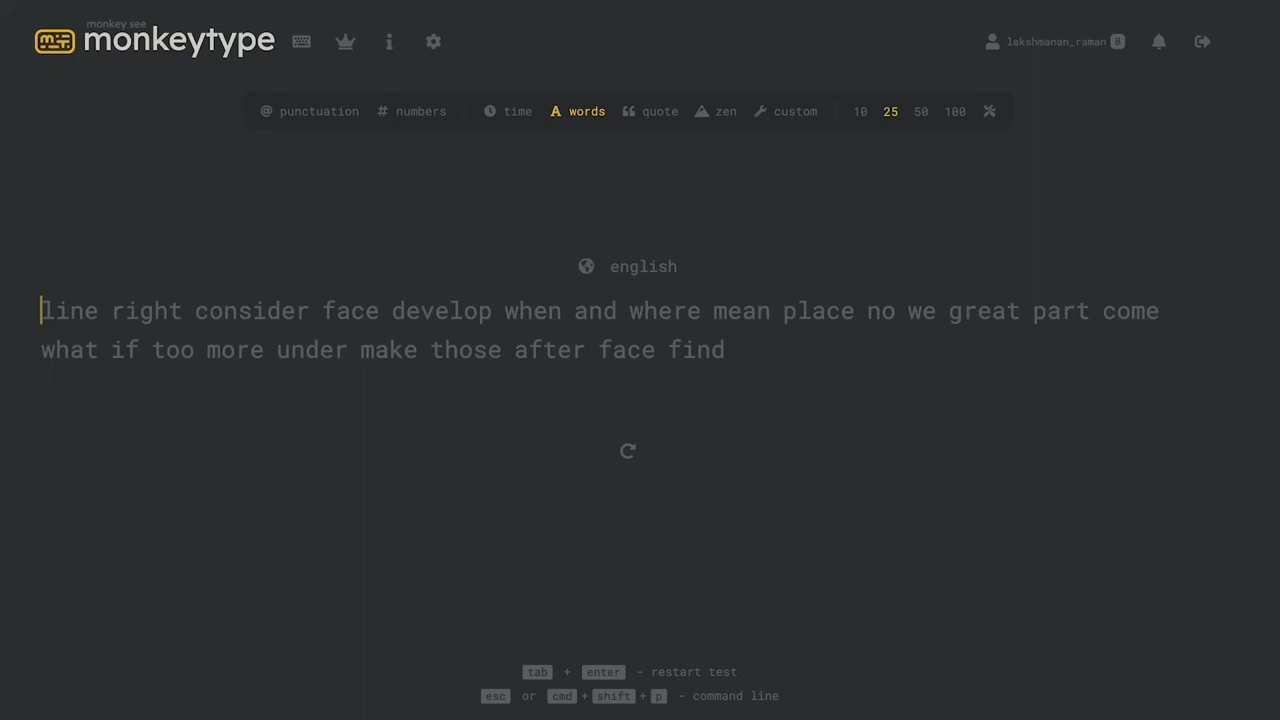 monkey see
monkeytype
lakshmanan_raman 8
@ punctuation # numbers time A words quote zen custom 10 25 50 100
english
line right consider face develop when and where mean place no we great part come
what if too more under make those after face find
tab + enter - restart test
esc or cmd + shift + p - command line